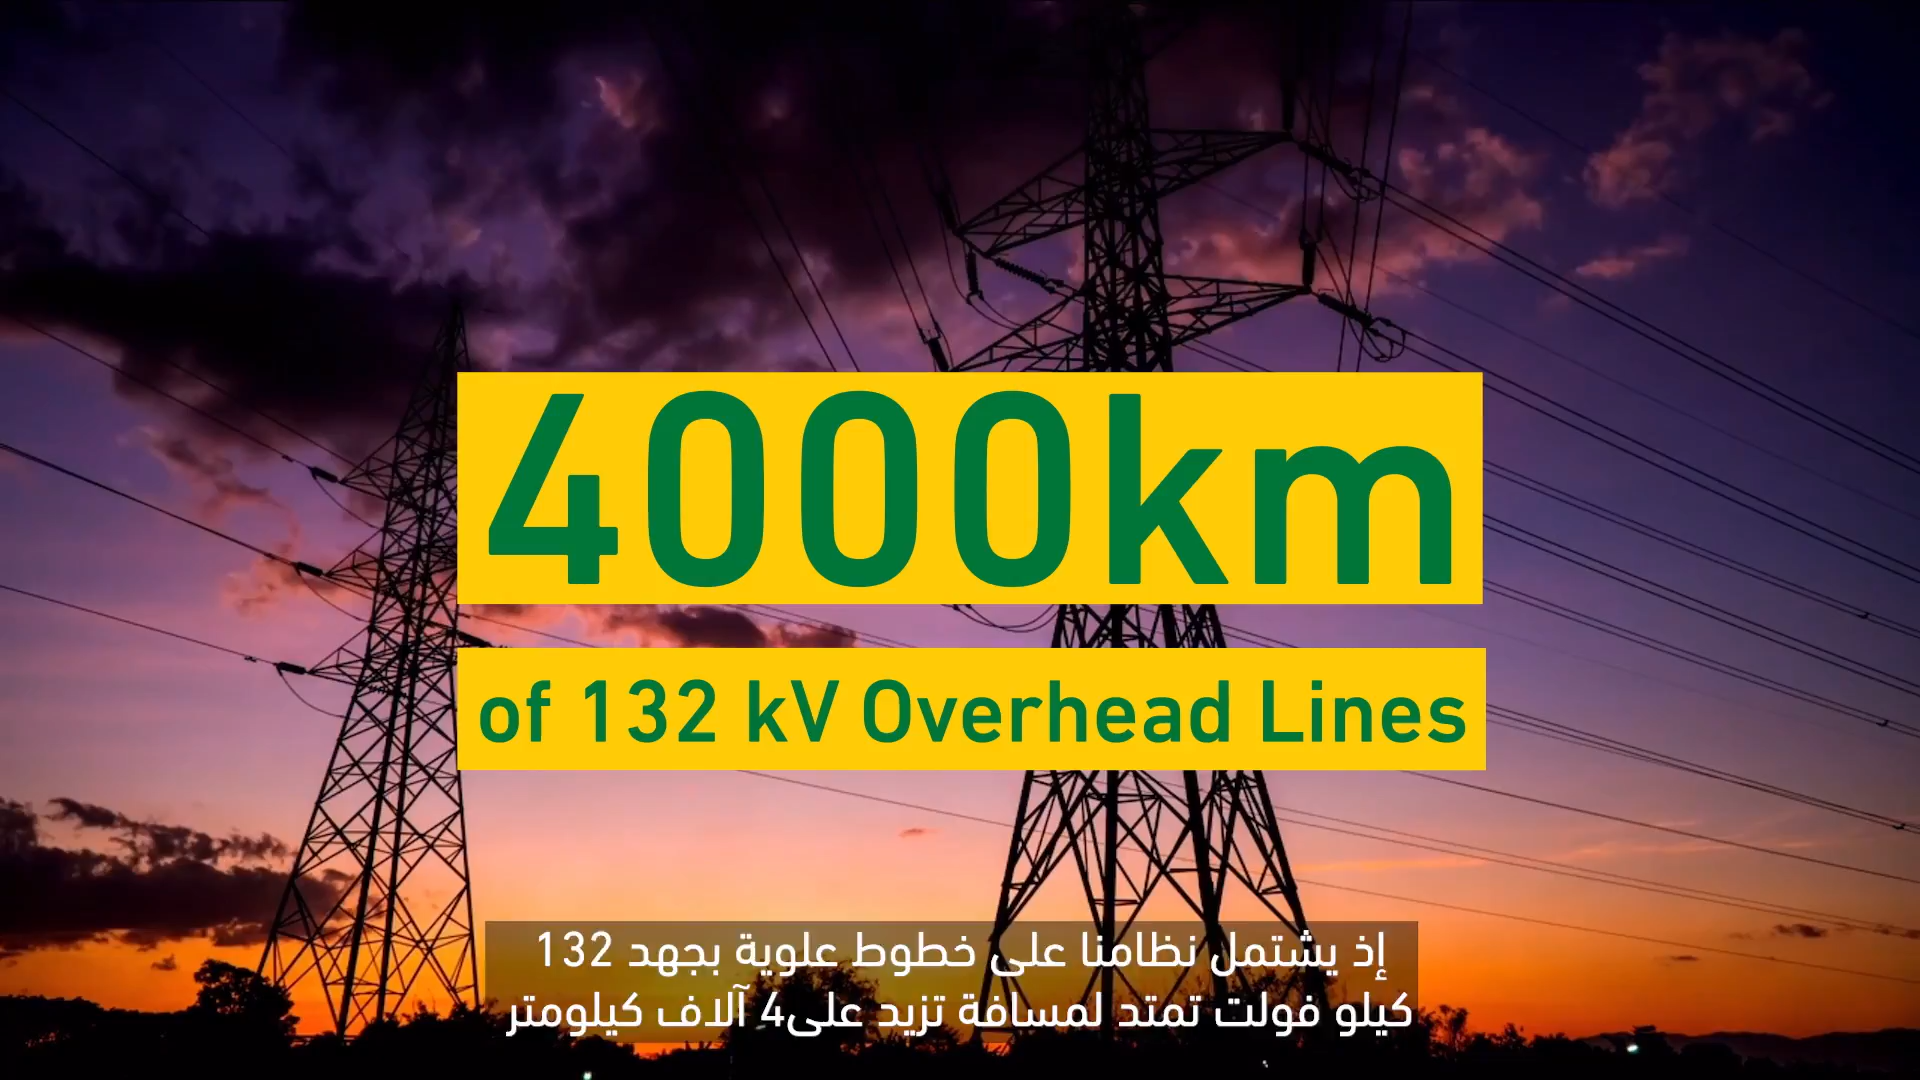 4000km
of 132 kV Overhead Lines
إذ يشتمل نظامنا على خطوط علوية بجهد 132
كيلو فولت تمتد لمسافة تزيد على4 آلاف كيلومتر